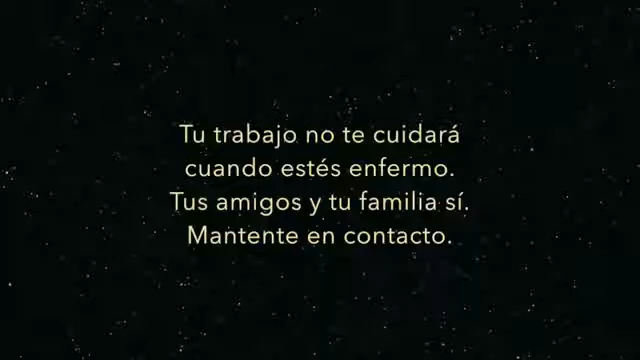 Tu trabajo no te cuidará
cuando estés enfermo.
Tus amigos y tu familia sí.
Mantente en contacto.